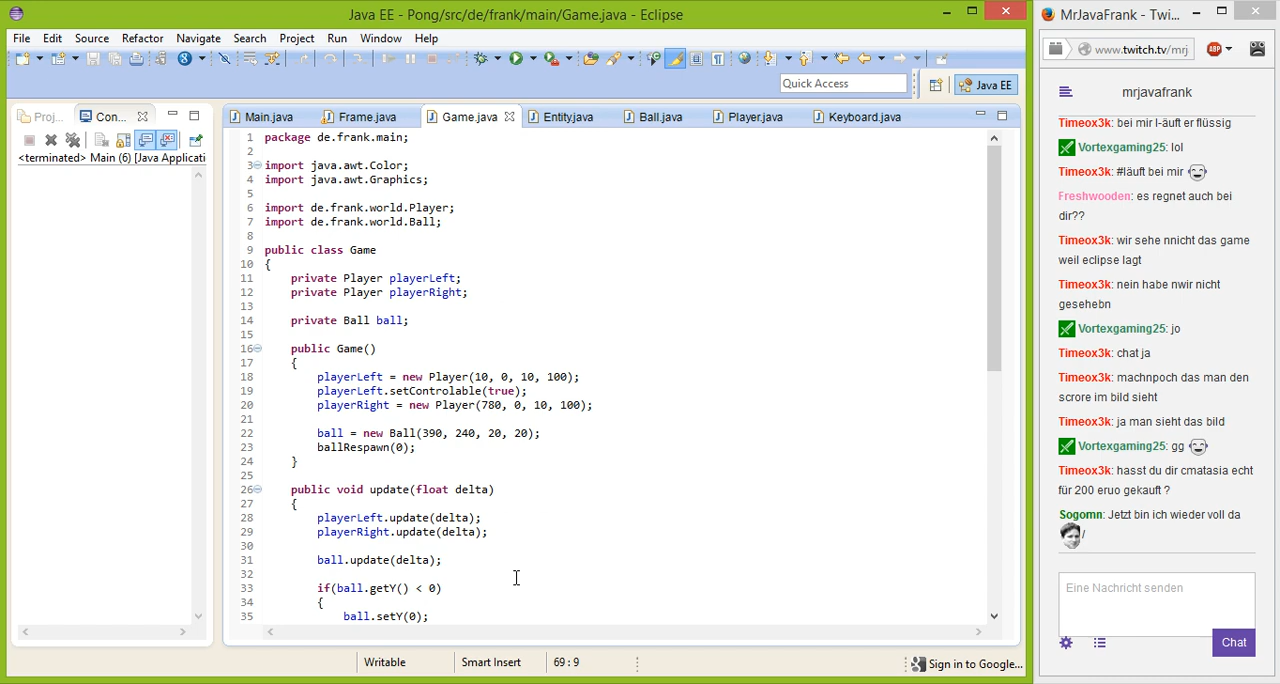 Java EE - Pong/src/de/frank/main/Game.java - Eclipse
File Edit Source Refactor Navigate Search Project Run Window Help
Quick Access
Java EE
Proj...
Con...
<terminated> Main (6) [Java Applicati
Main.java
Frame.java
Game.java
Entity.java
Ball.java
Player.java
Keyboard.java
1 package de.frank.main;
2
3 import java.awt.Color;
4 import java.awt.Graphics;
5
6 import de.frank.world.Player;
7 import de.frank.world.Ball;
8
9 public class Game
10 {
11 private Player playerLeft;
12 private Player playerRight;
13
14 private Ball ball;
15
16 public Game()
17 {
18 playerLeft = new Player(10, 0, 10, 100);
19 playerLeft.setControlable(true);
20 playerRight = new Player(780, 0, 10, 100);
21
22 ball = new Ball(390, 240, 20, 20);
23 ballRespawn(0);
24 }
25
26 public void update(float delta)
27 {
28 playerLeft.update(delta);
29 playerRight.update(delta);
30
31 ball.update(delta);
32
33 if(ball.getY() < 0)
34 {
35 ball.setY(0);
Writable
Smart Insert
69 : 9
Sign in to Google...
MrJavaFrank - Twi...
www.twitch.tv/mrj
ABP
mrjavafrank
Timeox3k: bei mir l-äuft er flüssig
Vortexgaming25: lol
Timeox3k: #läuft bei mir
Freshwooden: es regnet auch bei
dir??
Timeox3k: wir sehe nnicht das game
weil eclipse lagt
Timeox3k: nein habe nwir nicht
gesehebn
Vortexgaming25: jo
Timeox3k: chat ja
Timeox3k: machnpoch das man den
scrore im bild sieht
Timeox3k: ja man sieht das bild
Vortexgaming25: gg
Timeox3k: hasst du dir cmatasia echt
für 200 eruo gekauft ?
Sogomn: Jetzt bin ich wieder voll da
/
Eine Nachricht senden
Chat